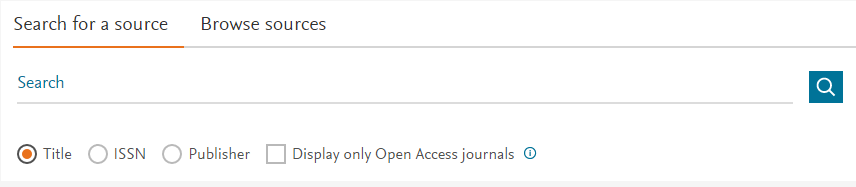 Search for a source Browse sources
Search
Title ISSN Publisher Display only Open Access journals